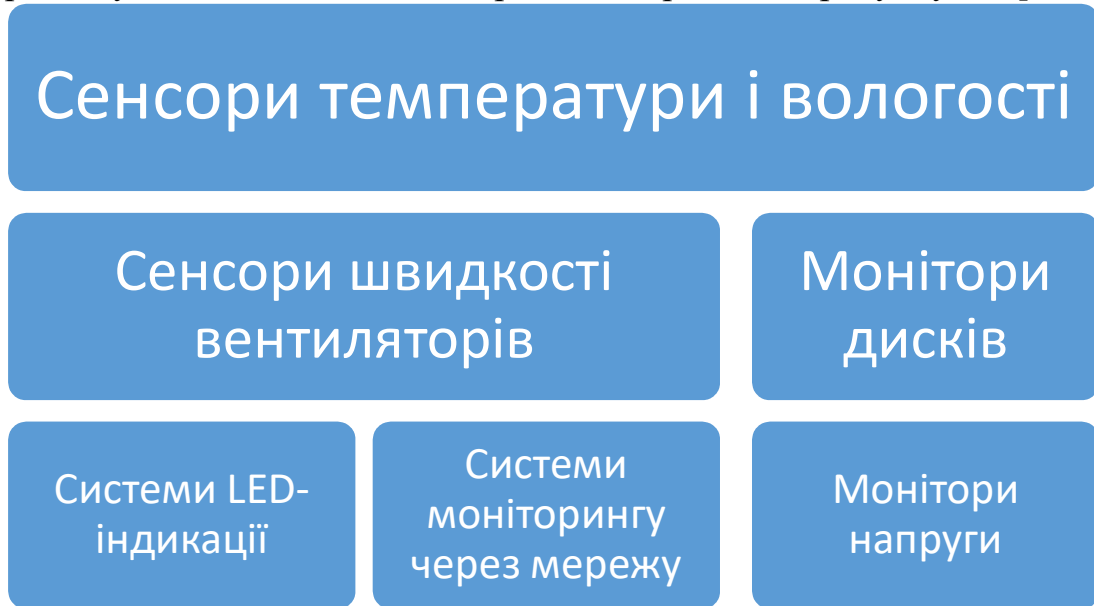 Сенсори температури і вологості
Сенсори швидкості
вентиляторів
Монітори
дисків
Системи LED-
індикації
Системи
моніторингу
через мережу
Монітори
напруги